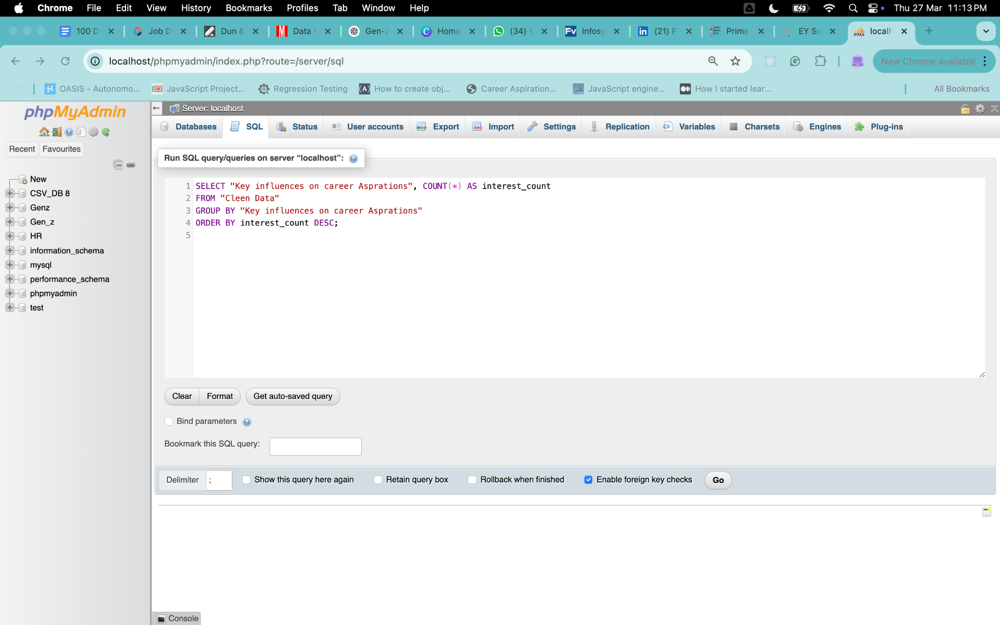 Chrome File Edit View History Bookmarks Profiles Tab Window Help Thu 27 Mar 11:13 PM
100 D Job D Dun & Data Gen-Z Home (34) Infosy (21) P Prime EY Sc localh
localhost/phpmyadmin/index.php?route=/server/sql New Chrome available
OASIS - Autonomo... JavaScript Project... Regression Testing How to create obj... Career Aspiration... JavaScript engine... How I started lear... All Bookmarks
phpMyAdmin
Recent Favourites
New
CSV_DB 8
Genz
Gen_z
HR
information_schema
mysql
performance_schema
phpmyadmin
test
Server: localhost
Databases SQL Status User accounts Export Import Settings Replication Variables Charsets Engines Plug-ins
Run SQL query/queries on server “localhost”:
1 SELECT "Key influences on career Asprations", COUNT(*) AS interest_count
2 FROM "Cleen Data"
3 GROUP BY "Key influences on career Asprations"
4 ORDER BY interest_count DESC;
5
Clear Format Get auto-saved query
Bind parameters
Bookmark this SQL query:
Delimiter ; Show this query here again Retain query box Rollback when finished Enable foreign key checks Go
Console